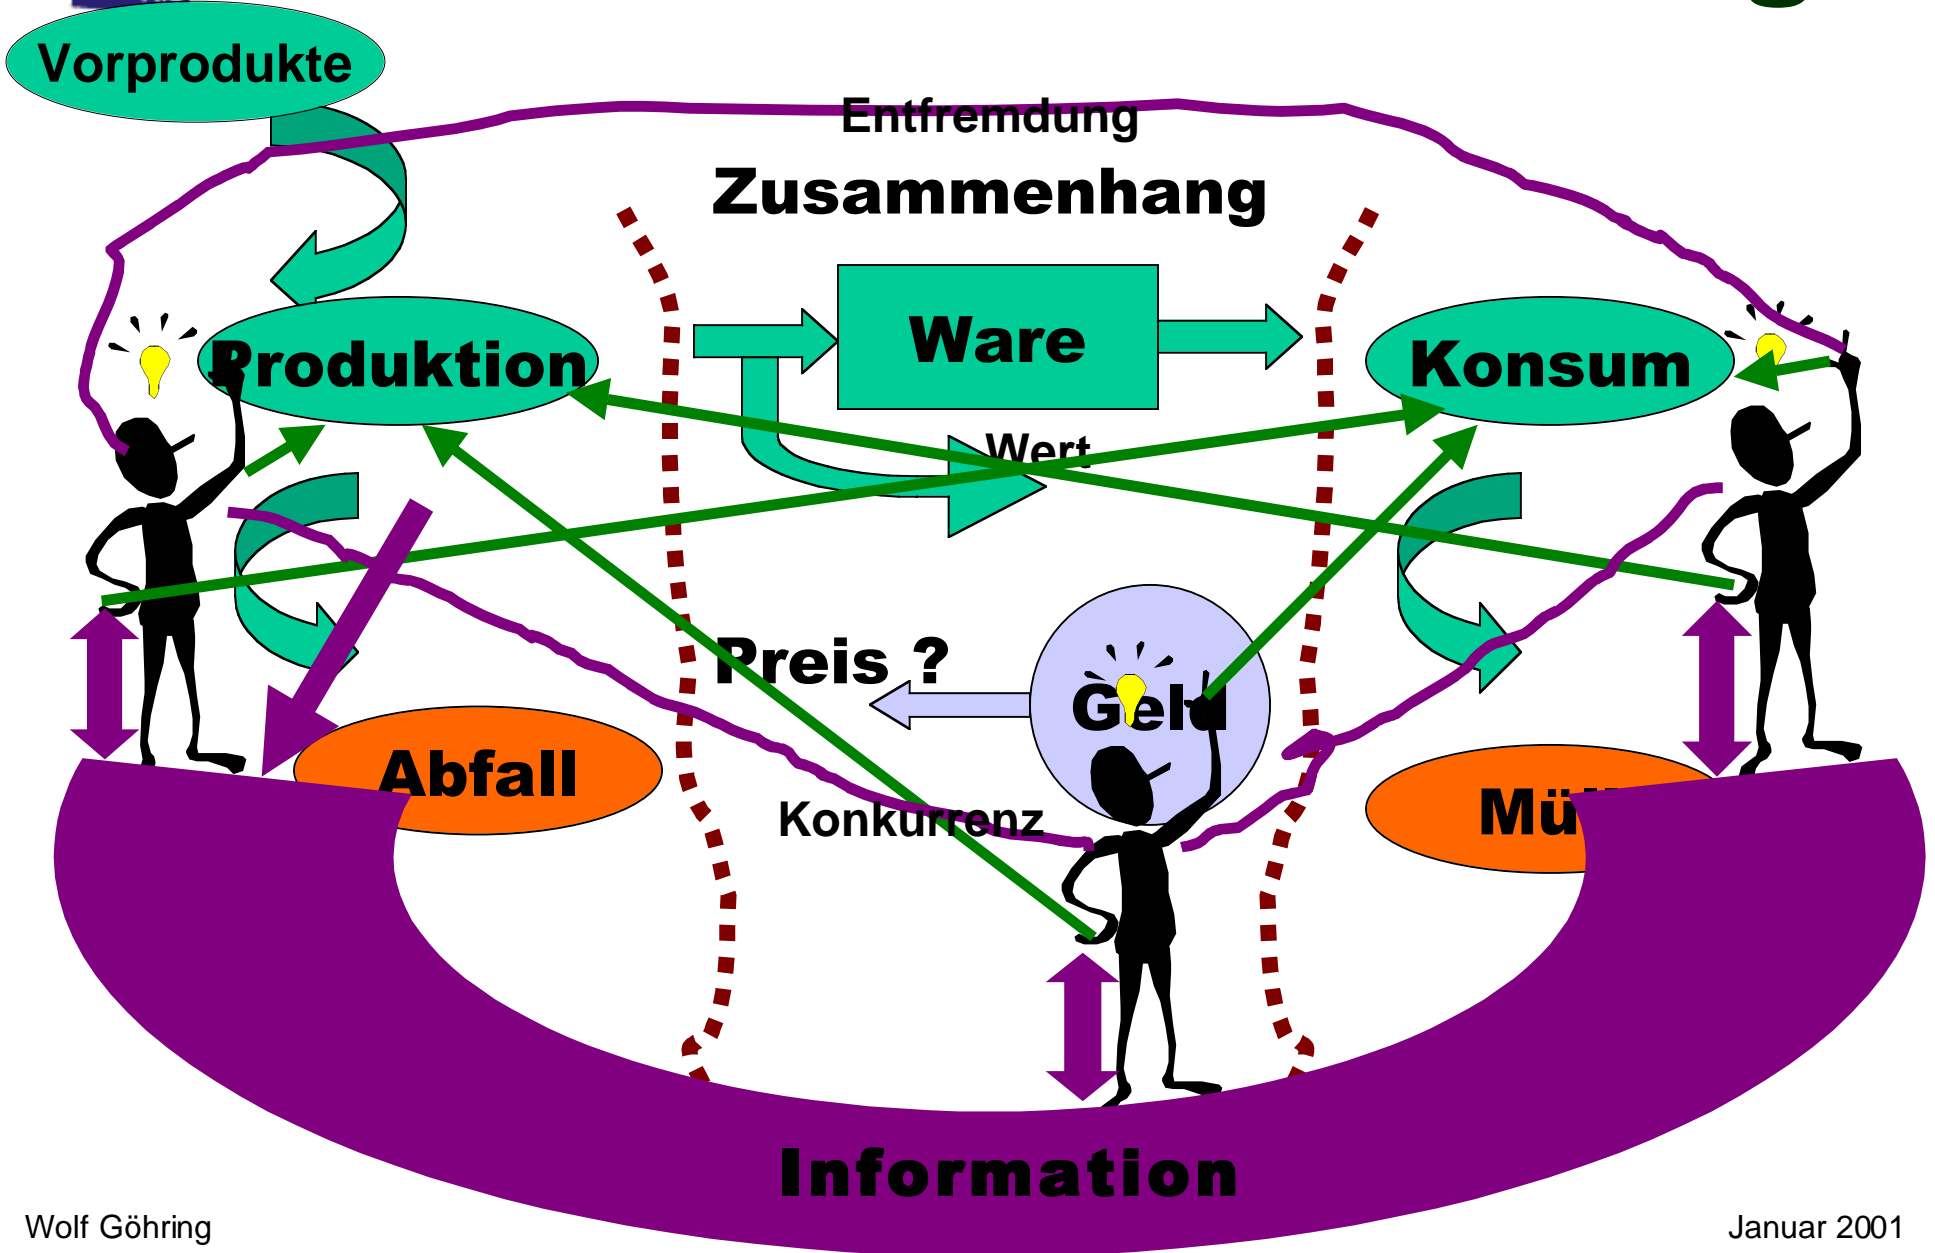 Vorprodukte
Entfremdung
Zusammenhang
Ware
Produktion
Konsum
Wert
Preis ?
Geld
Abfall
Konkurrenz
Information
Wolf Göhring
Januar 2001